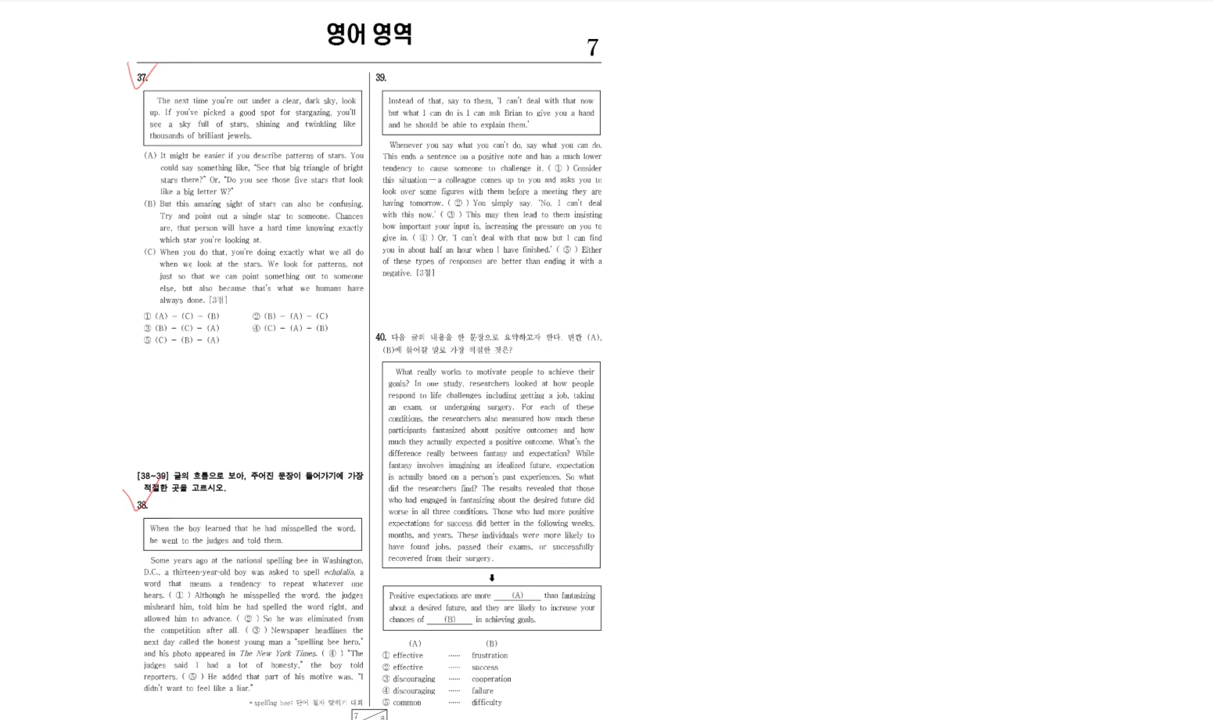 영어 영역
7
37.
The next time you're out under a clear, dark sky, look
up. If you've picked a good spot for stargazing, you'll
see a sky full of stars, shining and twinkling like
thousands of brilliant jewels.
(A) It might be easier if you describe patterns of stars. You
could say something like, "See that big triangle of bright
stars there?" Or, "Do you see those five stars that look
like a big letter W?"
(B) But this amazing sight of stars can also be confusing.
Try and point out a single star to someone. Chances
are, that person will have a hard time knowing exactly
which star you're looking at.
(C) When you do that, you're doing exactly what we all do
when we look at the stars. We look for patterns, not
just so that we can point something out to someone
else, but also because that's what we humans have
always done. [3점]
① (A) - (C) - (B)
② (B) - (A) - (C)
③ (B) - (C) - (A)
④ (C) - (A) - (B)
⑤ (C) - (B) - (A)
[38~39] 글의 흐름으로 보아, 주어진 문장이 들어가기에 가장
적절한 곳을 고르시오.
38.
When the boy learned that he had misspelled the word,
he went to the judges and told them.
Some years ago at the national spelling bee in Washington,
D.C., a thirteen-year-old boy was asked to spell echolalia, a
word that means a tendency to repeat whatever one
hears. ( ① ) Although he misspelled the word, the judges
misheard him, told him he had spelled the word right, and
allowed him to advance. ( ② ) So he was eliminated from
the competition after all. ( ③ ) Newspaper headlines the
next day called the honest young man a "spelling bee hero,"
and his photo appeared in The New York Times. ( ④ ) "The
judges said I had a lot of honesty," the boy told
reporters. ( ⑤ ) He added that part of his motive was, "I
didn't want to feel like a liar."
* spelling bee: 단어 철자 맞히기 대회
39.
Instead of that, say to them, 'I can't deal with that now
but what I can do is I can ask Brian to give you a hand
and he should be able to explain them.'
Whenever you say what you can't do, say what you can do.
This ends a sentence on a positive note and has a much lower
tendency to cause someone to challenge it. ( ① ) Consider
this situation — a colleague comes up to you and asks you to
look over some figures with them before a meeting they are
having tomorrow. ( ② ) You simply say, 'No, I can't deal
with this now.' ( ③ ) This may then lead to them insisting
how important your input is, increasing the pressure on you to
give in. ( ④ ) Or, 'I can't deal with that now but I can find
you in about half an hour when I have finished.' ( ⑤ ) Either
of these types of responses are better than ending it with a
negative. [3점]
40. 다음 글의 내용을 한 문장으로 요약하고자 한다. 빈칸 (A),
(B)에 들어갈 말로 가장 적절한 것은?
What really works to motivate people to achieve their
goals? In one study, researchers looked at how people
respond to life challenges including getting a job, taking
an exam, or undergoing surgery. For each of these
conditions, the researchers also measured how much these
participants fantasized about positive outcomes and how
much they actually expected a positive outcome. What's the
difference really between fantasy and expectation? While
fantasy involves imagining an idealized future, expectation
is actually based on a person's past experiences. So what
did the researchers find? The results revealed that those
who had engaged in fantasizing about the desired future did
worse in all three conditions. Those who had more positive
expectations for success did better in the following weeks,
months, and years. These individuals were more likely to
have found jobs, passed their exams, or successfully
recovered from their surgery.
Positive expectations are more (A) than fantasizing
about a desired future, and they are likely to increase your
chances of (B) in achieving goals.
(A) (B)
① effective ······ frustration
② effective ······ success
③ discouraging ······ cooperation
④ discouraging ······ failure
⑤ common ······ difficulty
7
8